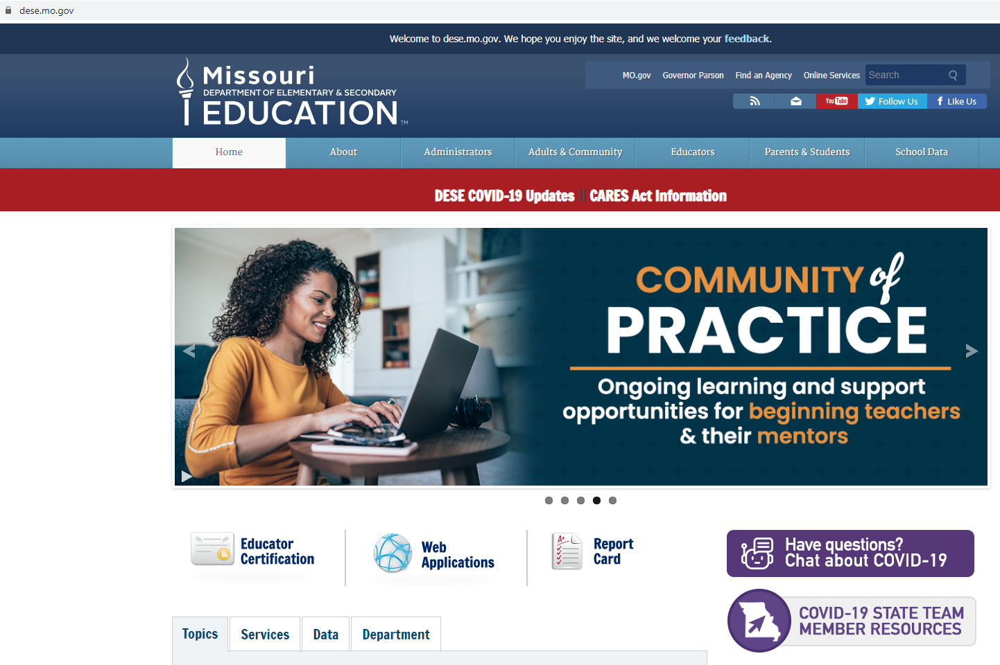 dese.mo.gov
Welcome to dese.mo.gov. We hope you enjoy the site, and we welcome your feedback.
Missouri
DEPARTMENT OF ELEMENTARY & SECONDARY
EDUCATION™
MO.gov Governor Parson Find an Agency Online Services Search
YouTube Follow Us Like Us
Home About Administrators Adults & Community Educators Parents & Students School Data
DESE COVID-19 Updates || CARES Act Information
COMMUNITY of
PRACTICE
Ongoing learning and support
opportunities for beginning teachers
& their mentors
Educator
Certification
Web
Applications
A+
Report
Card
Have questions?
Chat about COVID-19
COVID-19 STATE TEAM
MEMBER RESOURCES
Topics Services Data Department